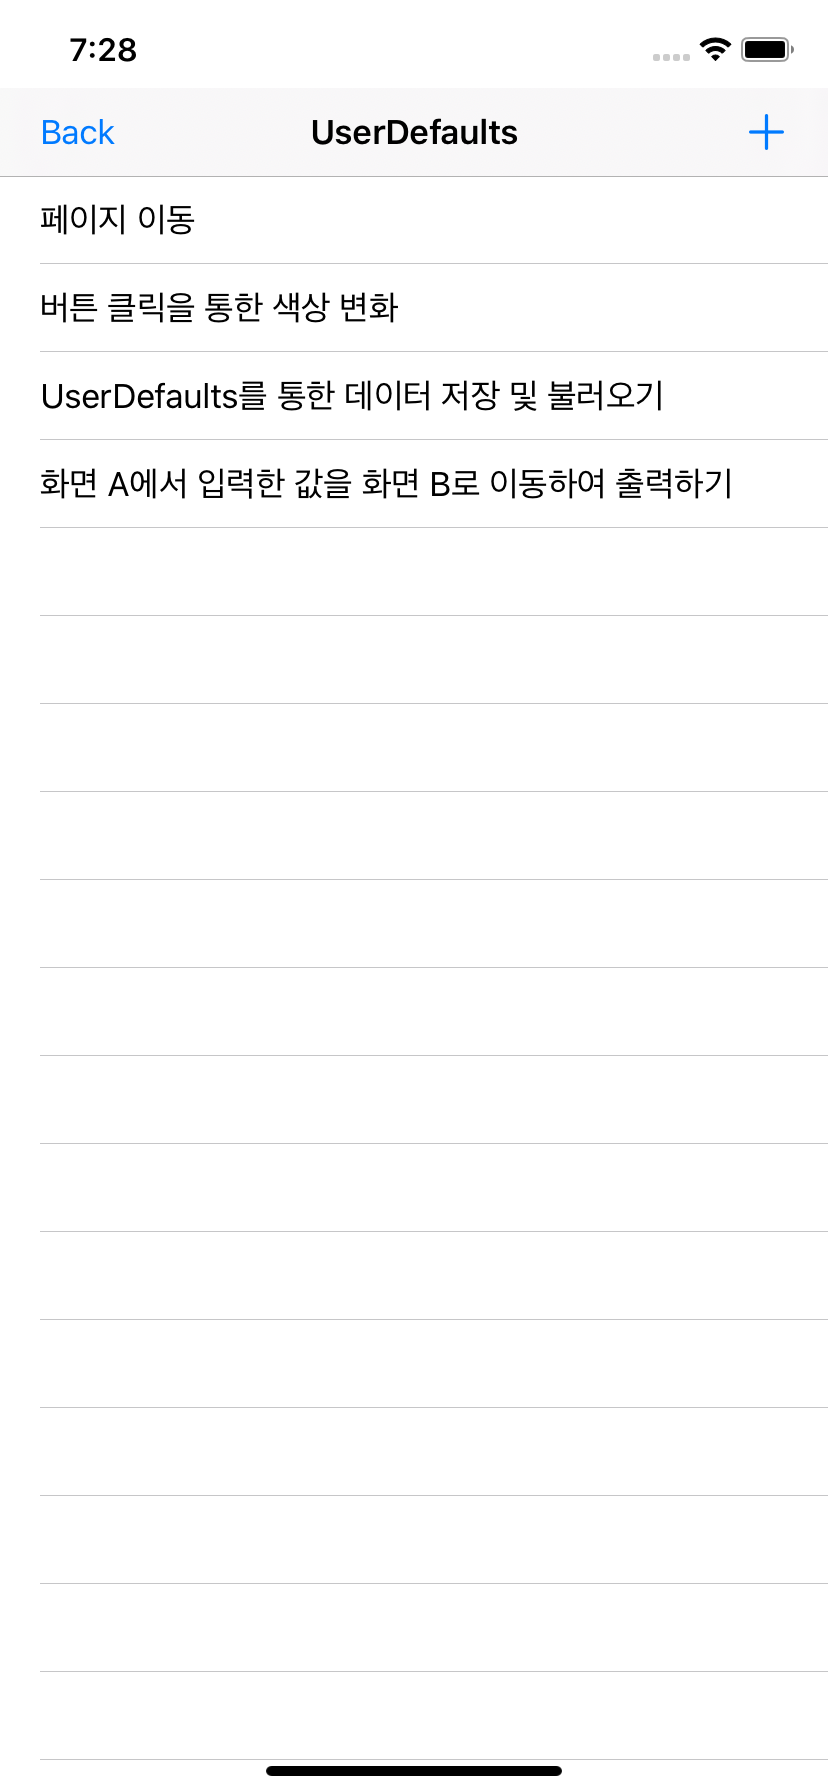 7:28
Back
UserDefaults
페이지 이동
버튼 클릭을 통한 색상 변화
UserDefaults를 통한 데이터 저장 및 불러오기
화면 A에서 입력한 값을 화면 B로 이동하여 출력하기